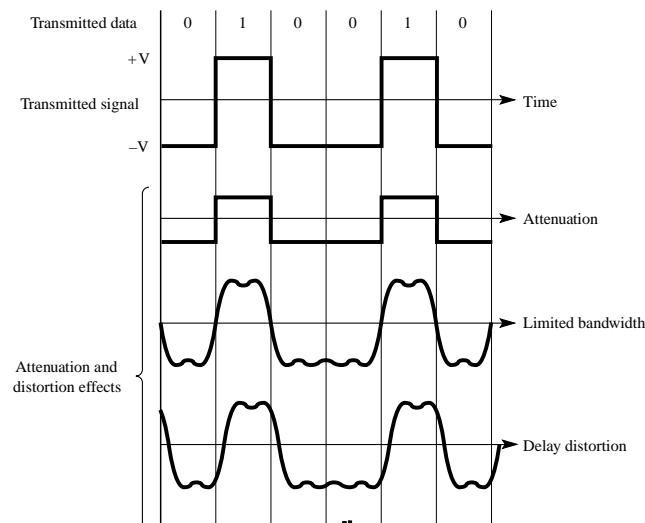 Transmitted data 0 1 0 0 1 0
+V
Transmitted signal
Time
–V
Attenuation
Limited bandwidth
Attenuation and
distortion effects
Delay distortion